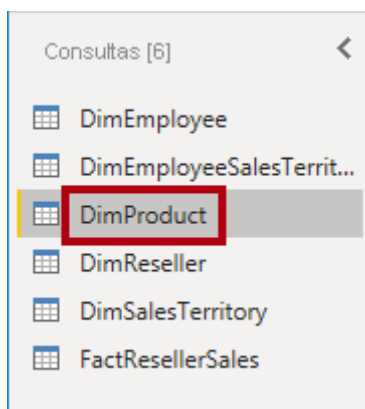 Consultas [6]
DimEmployee
DimEmployeeSalesTerrit...
DimProduct
DimReseller
DimSalesTerritory
FactResellerSales